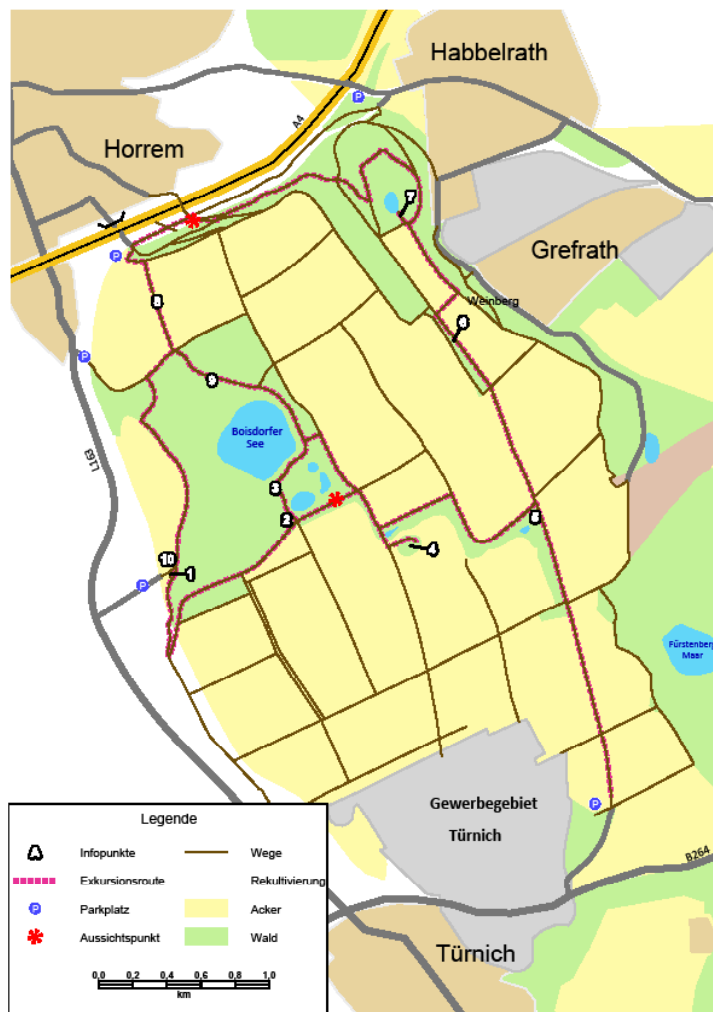 Habbelrath
P
A4
Horrem
7
Grefrath
P
8
Weinberg
6
P
9
Boisdorfer
See
L163
3
2
5
4
10
1
P
Fürstenberg
Maar
Gewerbegebiet
Türnich
P
B264
Türnich
Legende
Infopunkte
Wege
Exkursionsroute
Rekultivierung
P
Parkplatz
Acker
Aussichtspunkt
Wald
0,0 0,2 0,4 0,6 0,8 1,0
km